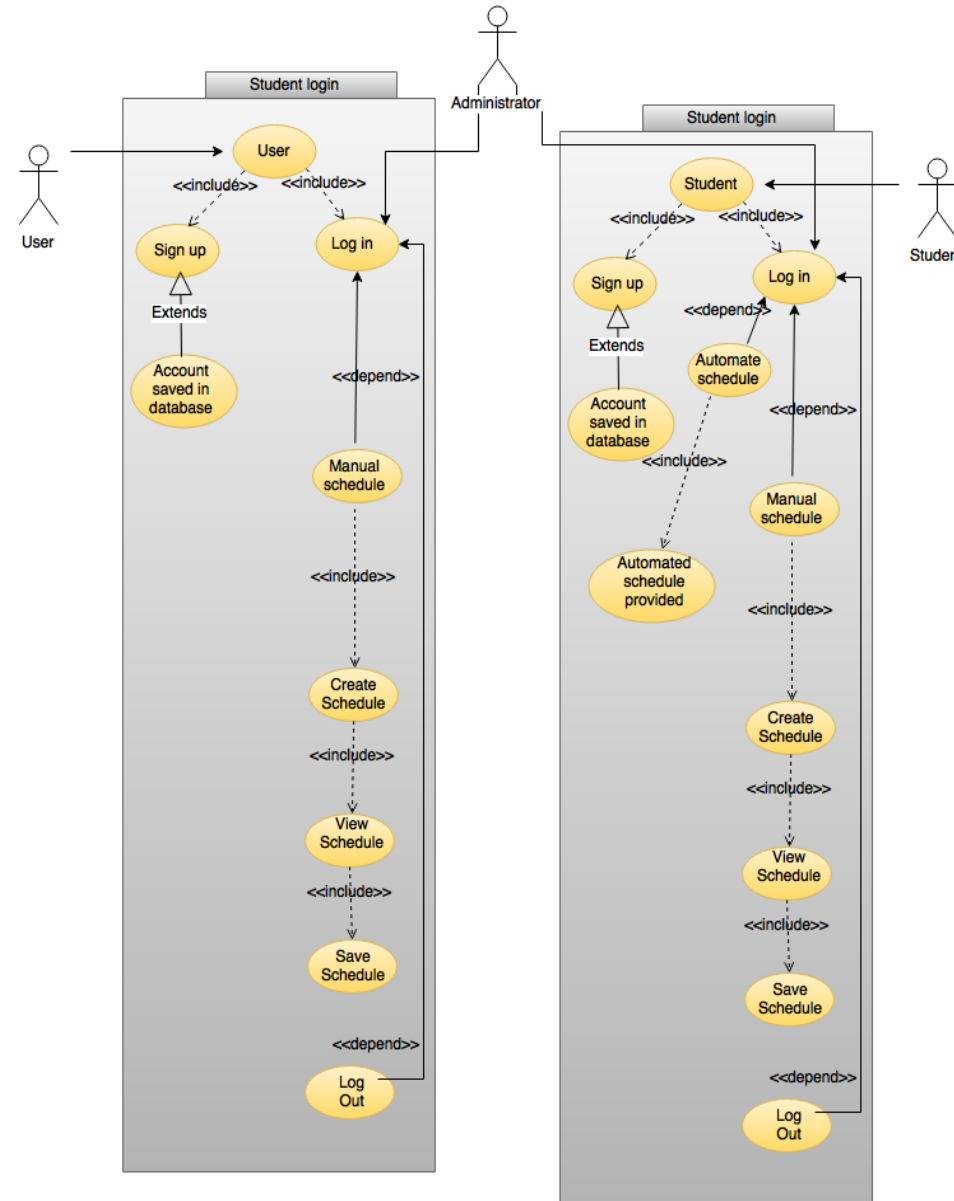 Administrator
Student login
User
User
<<include>>
<<include>>
Sign up
Log in
Extends
Account
saved in
database
<<depend>>
Manual
schedule
<<include>>
Create
Schedule
<<include>>
View
Schedule
<<include>>
Save
Schedule
<<depend>>
Log
Out
Student login
Student
Studen
<<include>>
<<include>>
Sign up
Log in
<<depend>>
Extends
Automate
schedule
Account
saved in
database
<<depend>>
<<include>>
Manual
schedule
Automated
schedule
provided
<<include>>
Create
Schedule
<<include>>
View
Schedule
<<include>>
Save
Schedule
<<depend>>
Log
Out